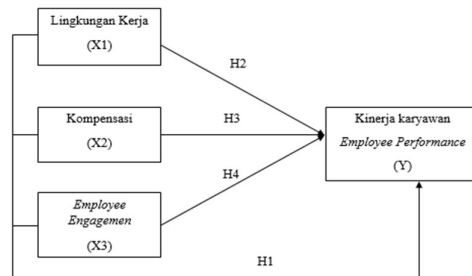 Lingkungan Kerja
(X1)
H2
Kompensasi
(X2)
H3
Kinerja karyawan
Employee Performance
(Y)
H4
Employee
Engagemen
(X3)
H1